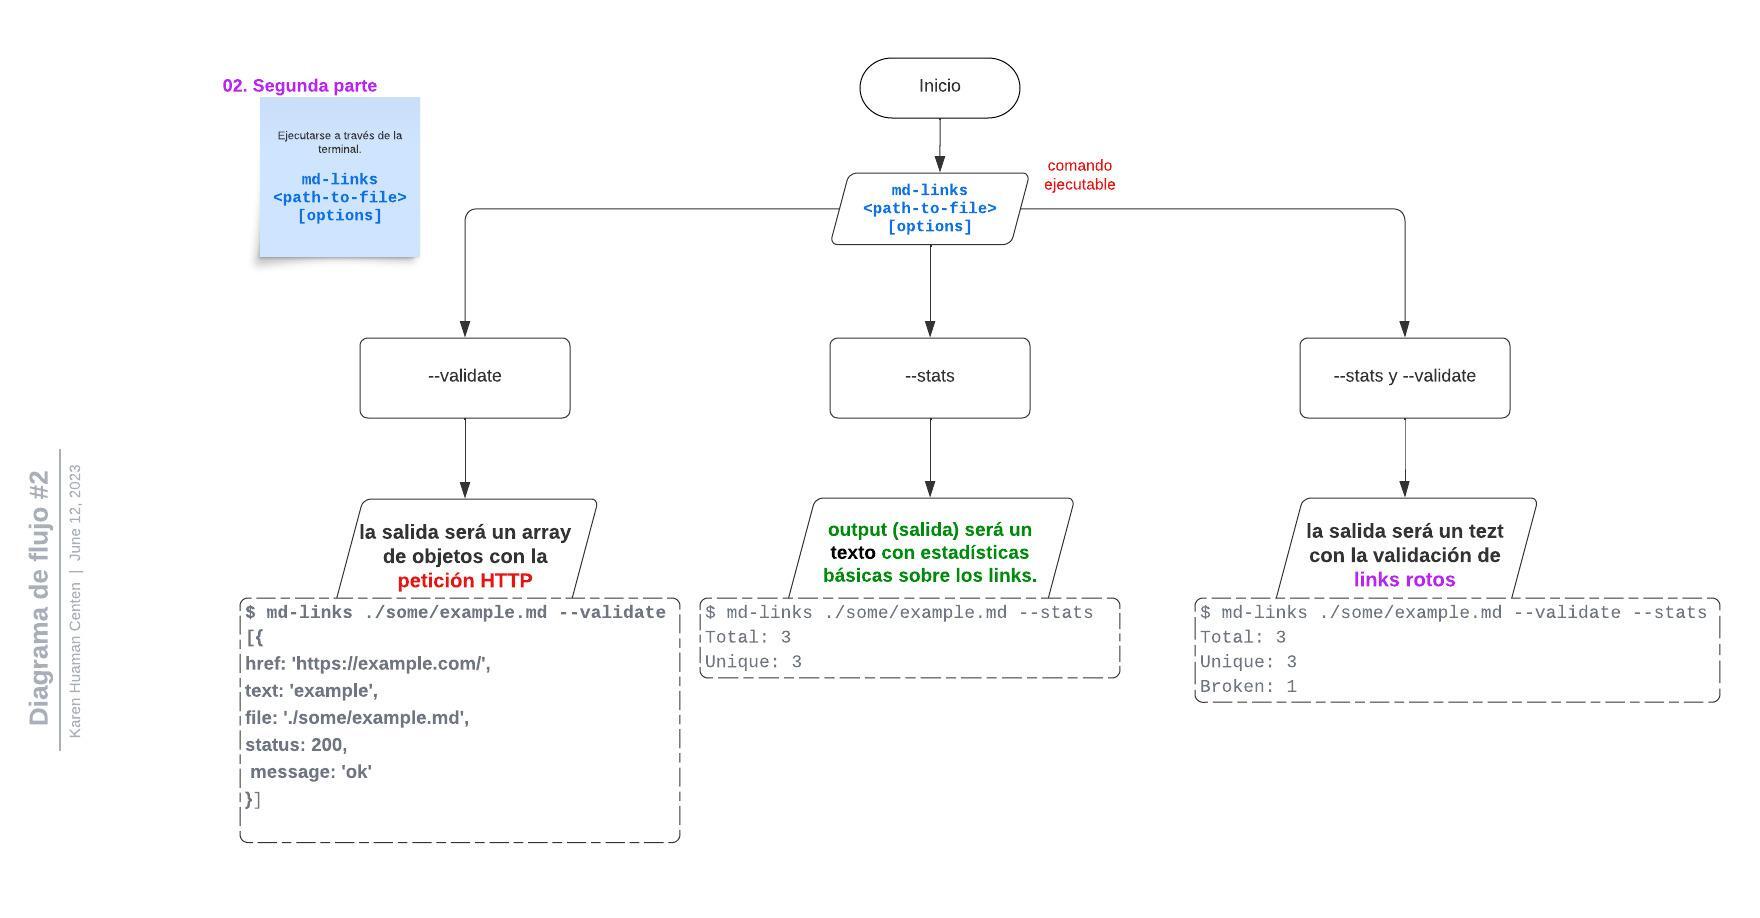 02. Segunda parte
Ejecutarse a través de la
terminal.
md-links
<path-to-file>
[options]
Inicio
md-links
<path-to-file>
[options]
comando
ejecutable
--validate
--stats
--stats y --validate
la salida será un array
de objetos con la
petición HTTP
output (salida) será un
texto con estadísticas
básicas sobre los links.
la salida será un tezt
con la validación de
links rotos
$ md-links ./some/example.md --validate
[{
href: 'https://example.com/',
text: 'example',
file: './some/example.md',
status: 200,
message: 'ok'
}]
$ md-links ./some/example.md --stats
Total: 3
Unique: 3
$ md-links ./some/example.md --validate --stats
Total: 3
Unique: 3
Broken: 1
Diagrama de flujo #2
Karen Huaman Centen | June 12, 2023